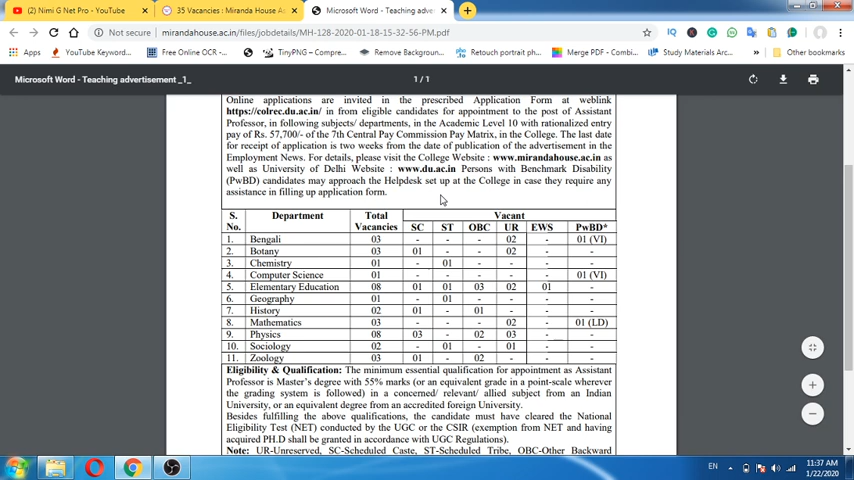 (2) Nimi G Net Pro - YouTube
35 Vacancies : Miranda House As
Microsoft Word - Teaching adve
Not secure | mirandahouse.ac.in/files/jobdetails/MH-128-2020-01-18-15-32-56-PM.pdf
Apps YouTube Keyword... Free Online OCR -... TinyPNG – Compre... Remove Background... Retouch portrait ph... Merge PDF - Combi... Study Materials Arc... » Other bookmarks
Microsoft Word - Teaching advertisement _1_ 1 / 1
Online applications are invited in the prescribed Application Form at weblink
https://colrec.du.ac.in/ in from eligible candidates for appointment to the post of Assistant
Professor, in following subjects/ departments, in the Academic Level 10 with rationalized entry
pay of Rs. 57,700/- of the 7th Central Pay Commission Pay Matrix, in the College. The last date
for receipt of application is two weeks from the date of publication of the advertisement in the
Employment News. For details, please visit the College Website : www.mirandahouse.ac.in as
well as University of Delhi Website : www.du.ac.in Persons with Benchmark Disability
(PwBD) candidates may approach the Helpdesk set up at the College in case they require any
assistance in filling up application form.
S. No. Department Total Vacancies Vacant
SC ST OBC UR EWS PwBD*
1. Bengali 03 - - - 02 - 01 (VI)
2. Botany 03 01 - - 02 - -
3. Chemistry 01 - 01 - - - -
4. Computer Science 01 - - - - - 01 (VI)
5. Elementary Education 08 01 01 03 02 01 -
6. Geography 01 - 01 - - - -
7. History 02 01 - 01 - - -
8. Mathematics 03 - - - 02 - 01 (LD)
9. Physics 08 03 - 02 03 - -
10. Sociology 02 - 01 - 01 - -
11. Zoology 03 01 - 02 - - -
Eligibility & Qualification: The minimum essential qualification for appointment as Assistant
Professor is Master's degree with 55% marks (or an equivalent grade in a point-scale wherever
the grading system is followed) in a concerned/ relevant/ allied subject from an Indian
University, or an equivalent degree from an accredited foreign University.
Besides fulfilling the above qualifications, the candidate must have cleared the National
Eligibility Test (NET) conducted by the UGC or the CSIR (exemption from NET and having
acquired PH.D shall be granted in accordance with UGC Regulations).
Note: UR-Unreserved, SC-Scheduled Caste, ST-Scheduled Tribe, OBC-Other Backward
EN
11:37 AM
1/22/2020